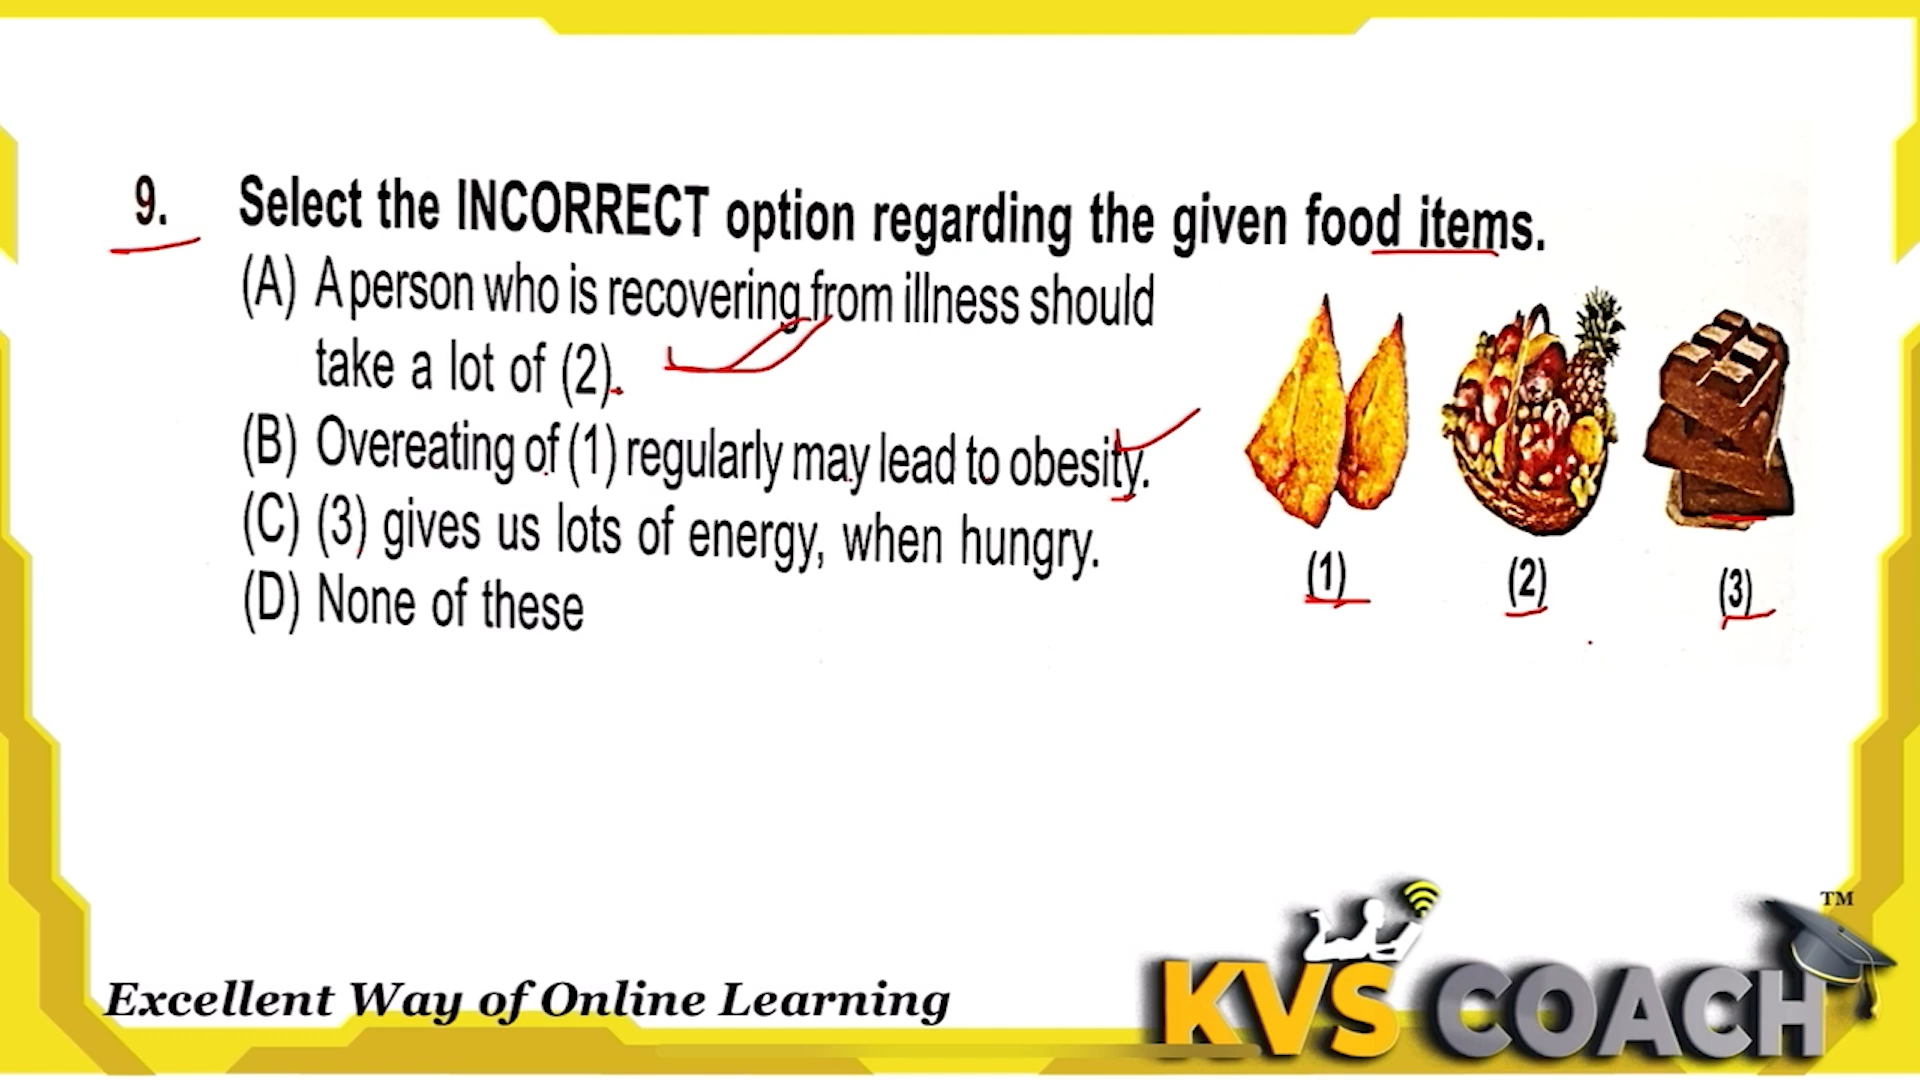 9. Select the INCORRECT option regarding the given food items.
(A) A person who is recovering from illness should
take a lot of (2).
(B) Overeating of (1) regularly may lead to obesity.
(C) (3) gives us lots of energy, when hungry.
(D) None of these
(1) (2) (3)
Excellent Way of Online Learning
KVS COACH TM